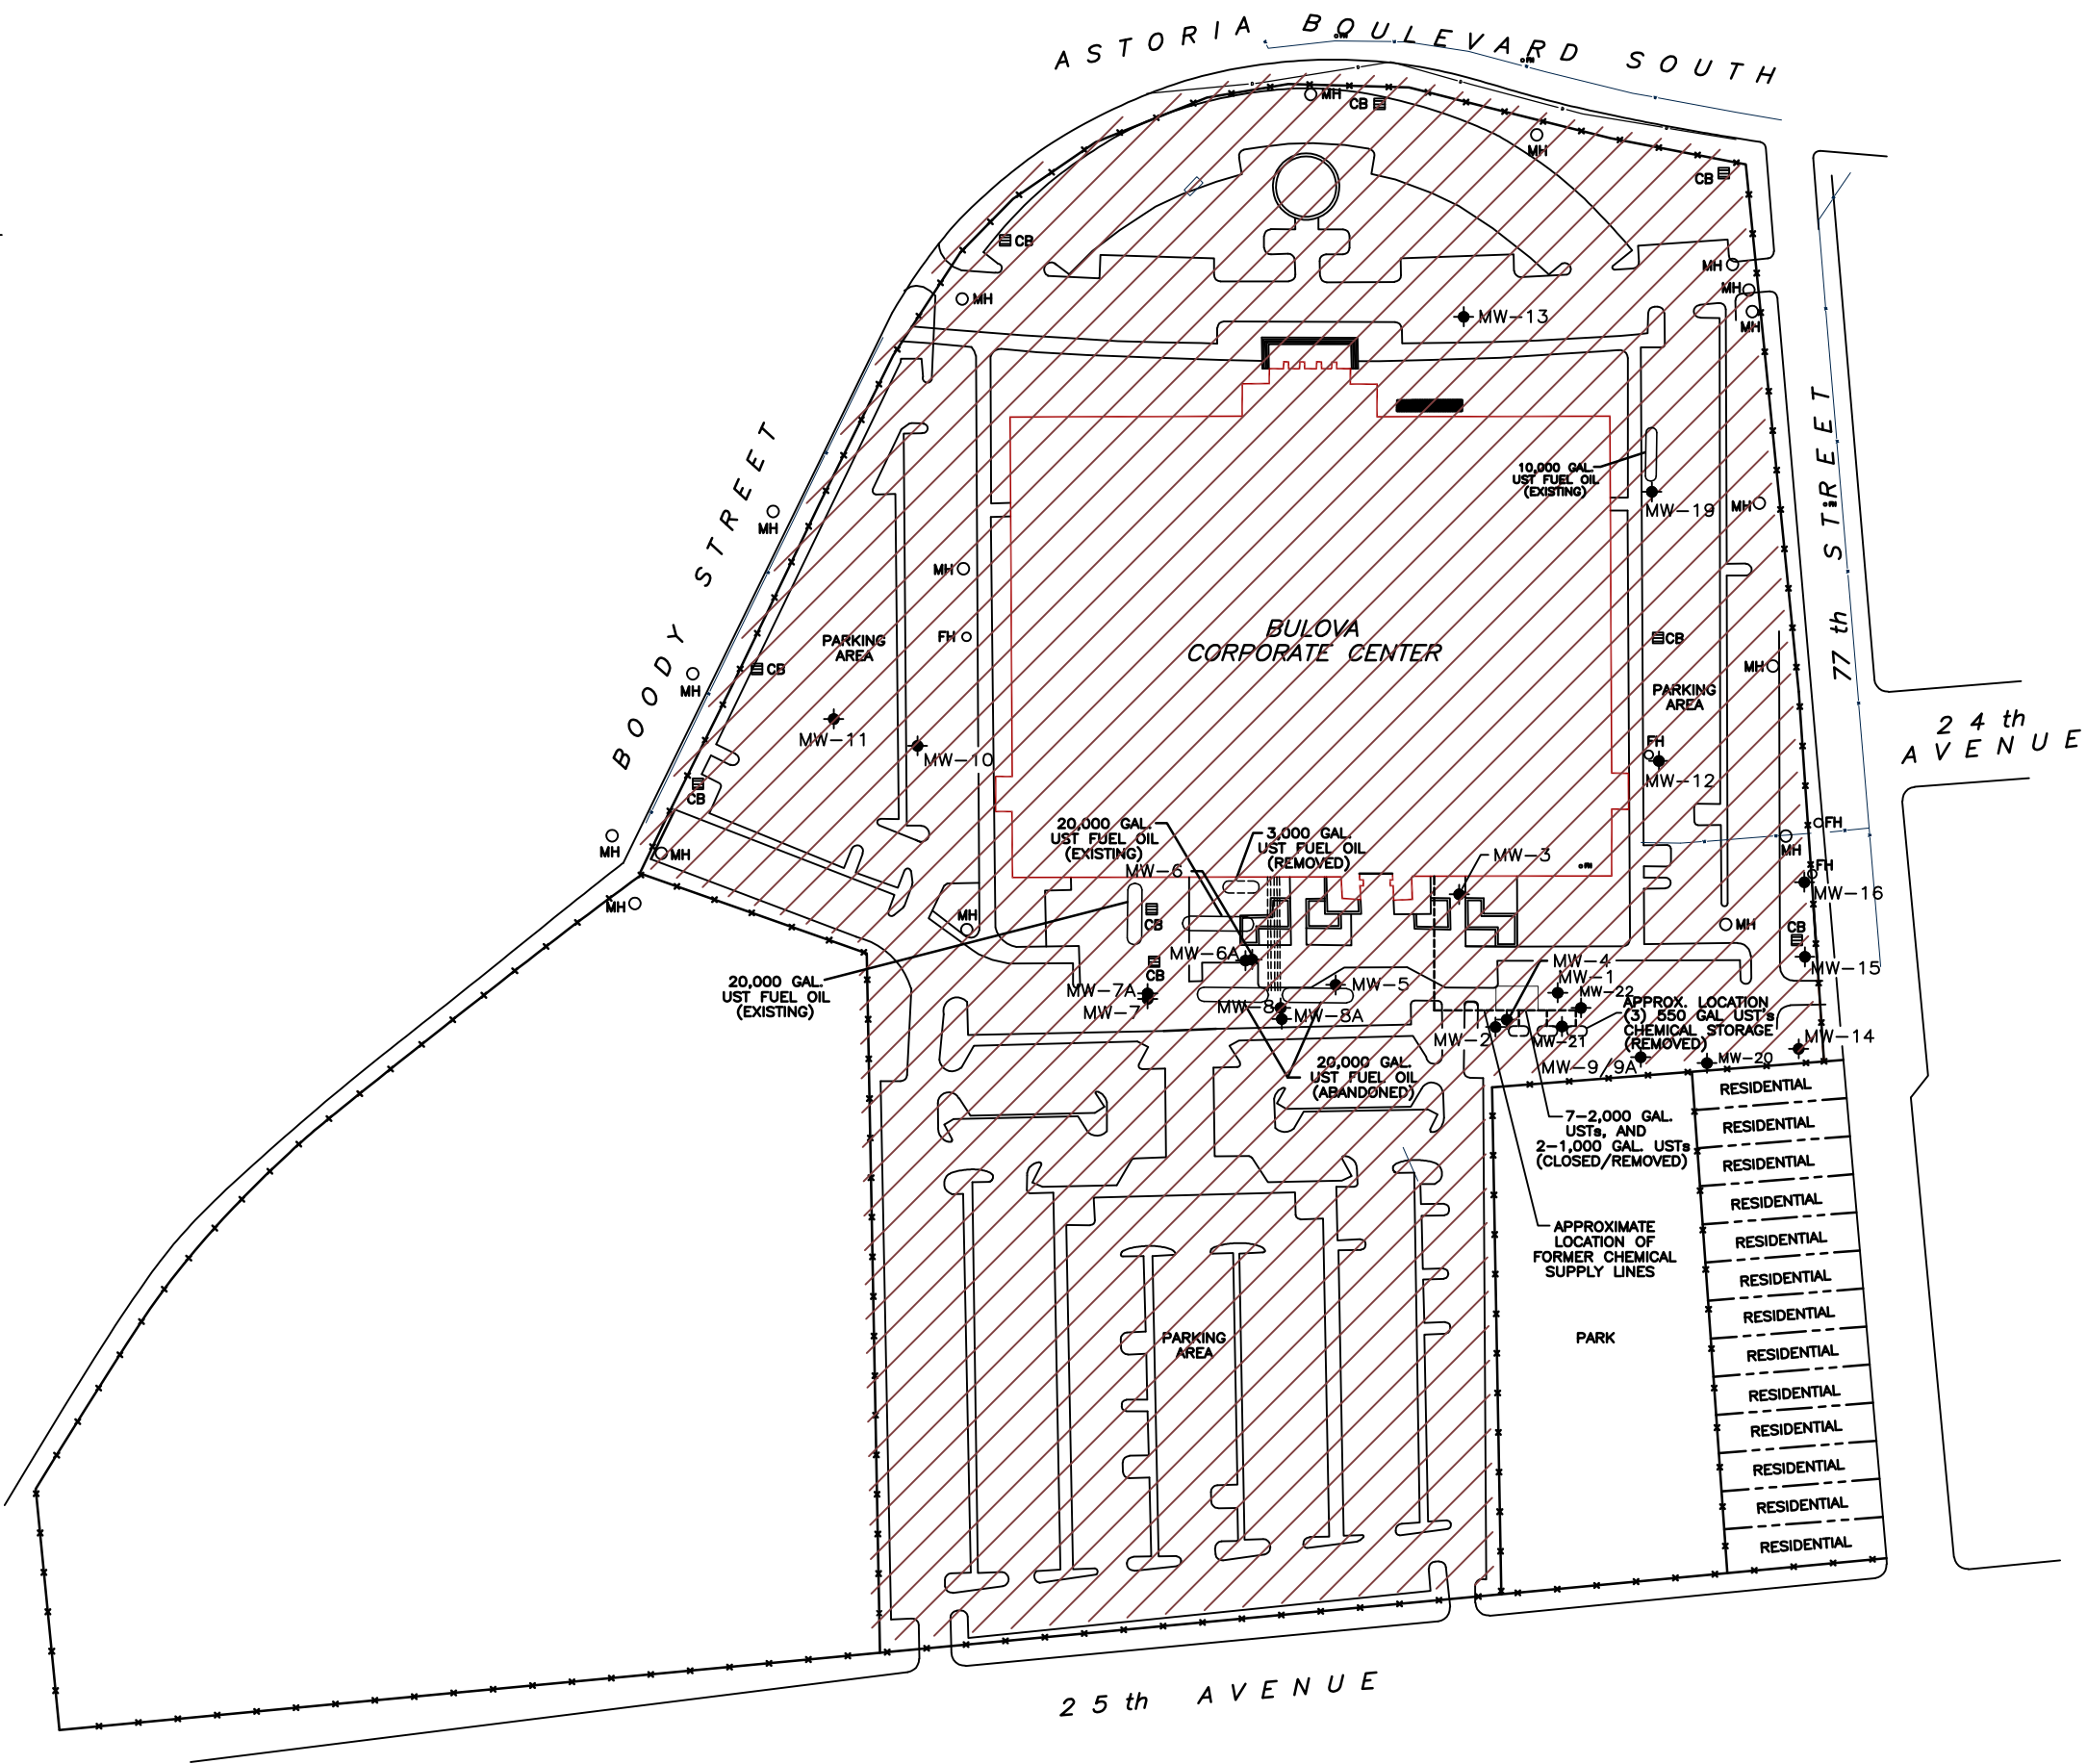 ASTORIA BOULEVARD SOUTH
MH
CB
MH
CB
CB
MH
MH
MH
MH
MW-13
BOODY STREET
77 th STREET
10,000 GAL.
UST FUEL OIL
(EXISTING)
MW-19
MH
MH
MH
FH
PARKING
AREA
CB
MH
BULOVA
CORPORATE CENTER
CB
MH
PARKING
AREA
24 th
AVENUE
MW-11
MW-10
FH
MW-12
CB
MH
MH
20,000 GAL.
UST FUEL OIL
(EXISTING)
3,000 GAL.
UST FUEL OIL
(REMOVED)
MW-6
MW-3
FH
MH
FH
MW-16
MH
MH
CB
MH
CB
MW-15
MW-6A
CB
MW-4
MW-1
MW-22
20,000 GAL.
UST FUEL OIL
(EXISTING)
MW-7A
MW-7
MW-5
MW-8
MW-8A
MW-2
MW-21
APPROX. LOCATION
(3) 550 GAL UST's
CHEMICAL STORAGE
(REMOVED)
MW-14
MW-9/9A
MW-20
20,000 GAL.
UST FUEL OIL
(ABANDONED)
7-2,000 GAL.
USTs, AND
2-1,000 GAL. USTs
(CLOSED/REMOVED)
APPROXIMATE
LOCATION OF
FORMER CHEMICAL
SUPPLY LINES
RESIDENTIAL
RESIDENTIAL
RESIDENTIAL
RESIDENTIAL
RESIDENTIAL
RESIDENTIAL
RESIDENTIAL
RESIDENTIAL
RESIDENTIAL
RESIDENTIAL
RESIDENTIAL
RESIDENTIAL
RESIDENTIAL
PARKING
AREA
PARK
25 th AVENUE